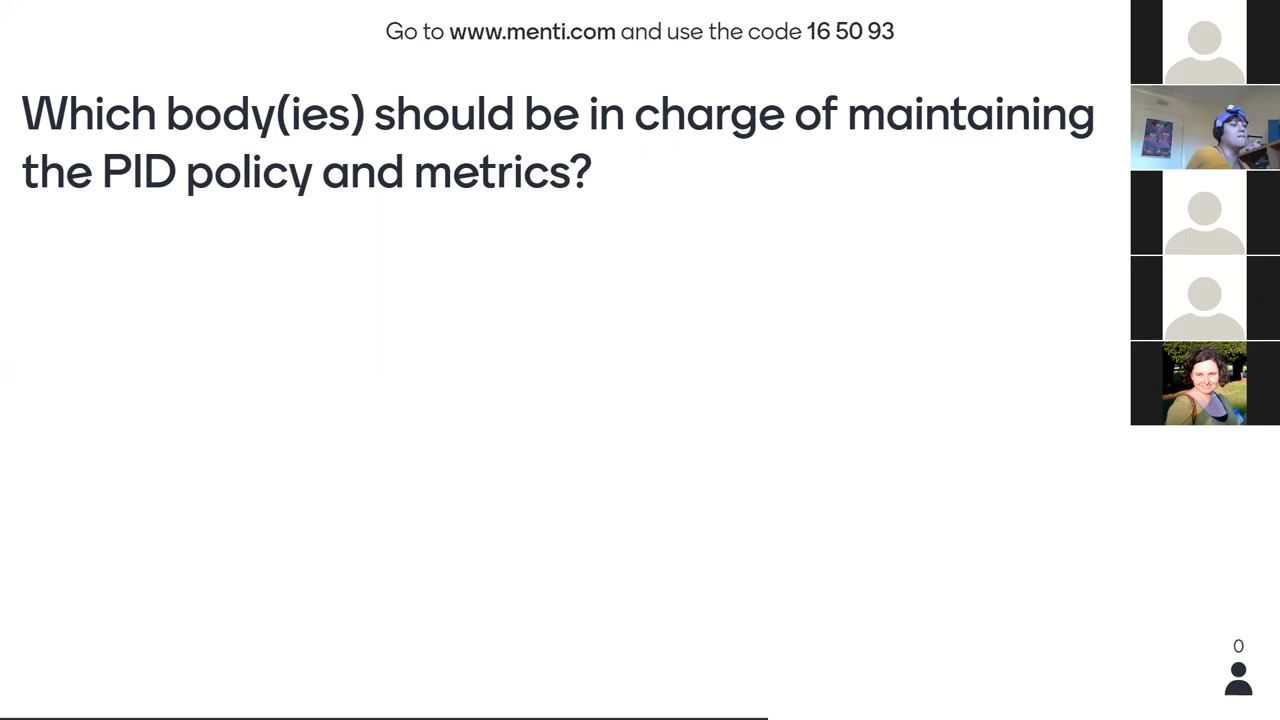 Go to www.menti.com and use the code 16 50 93
Which body(ies) should be in charge of maintaining
the PID policy and metrics?
0